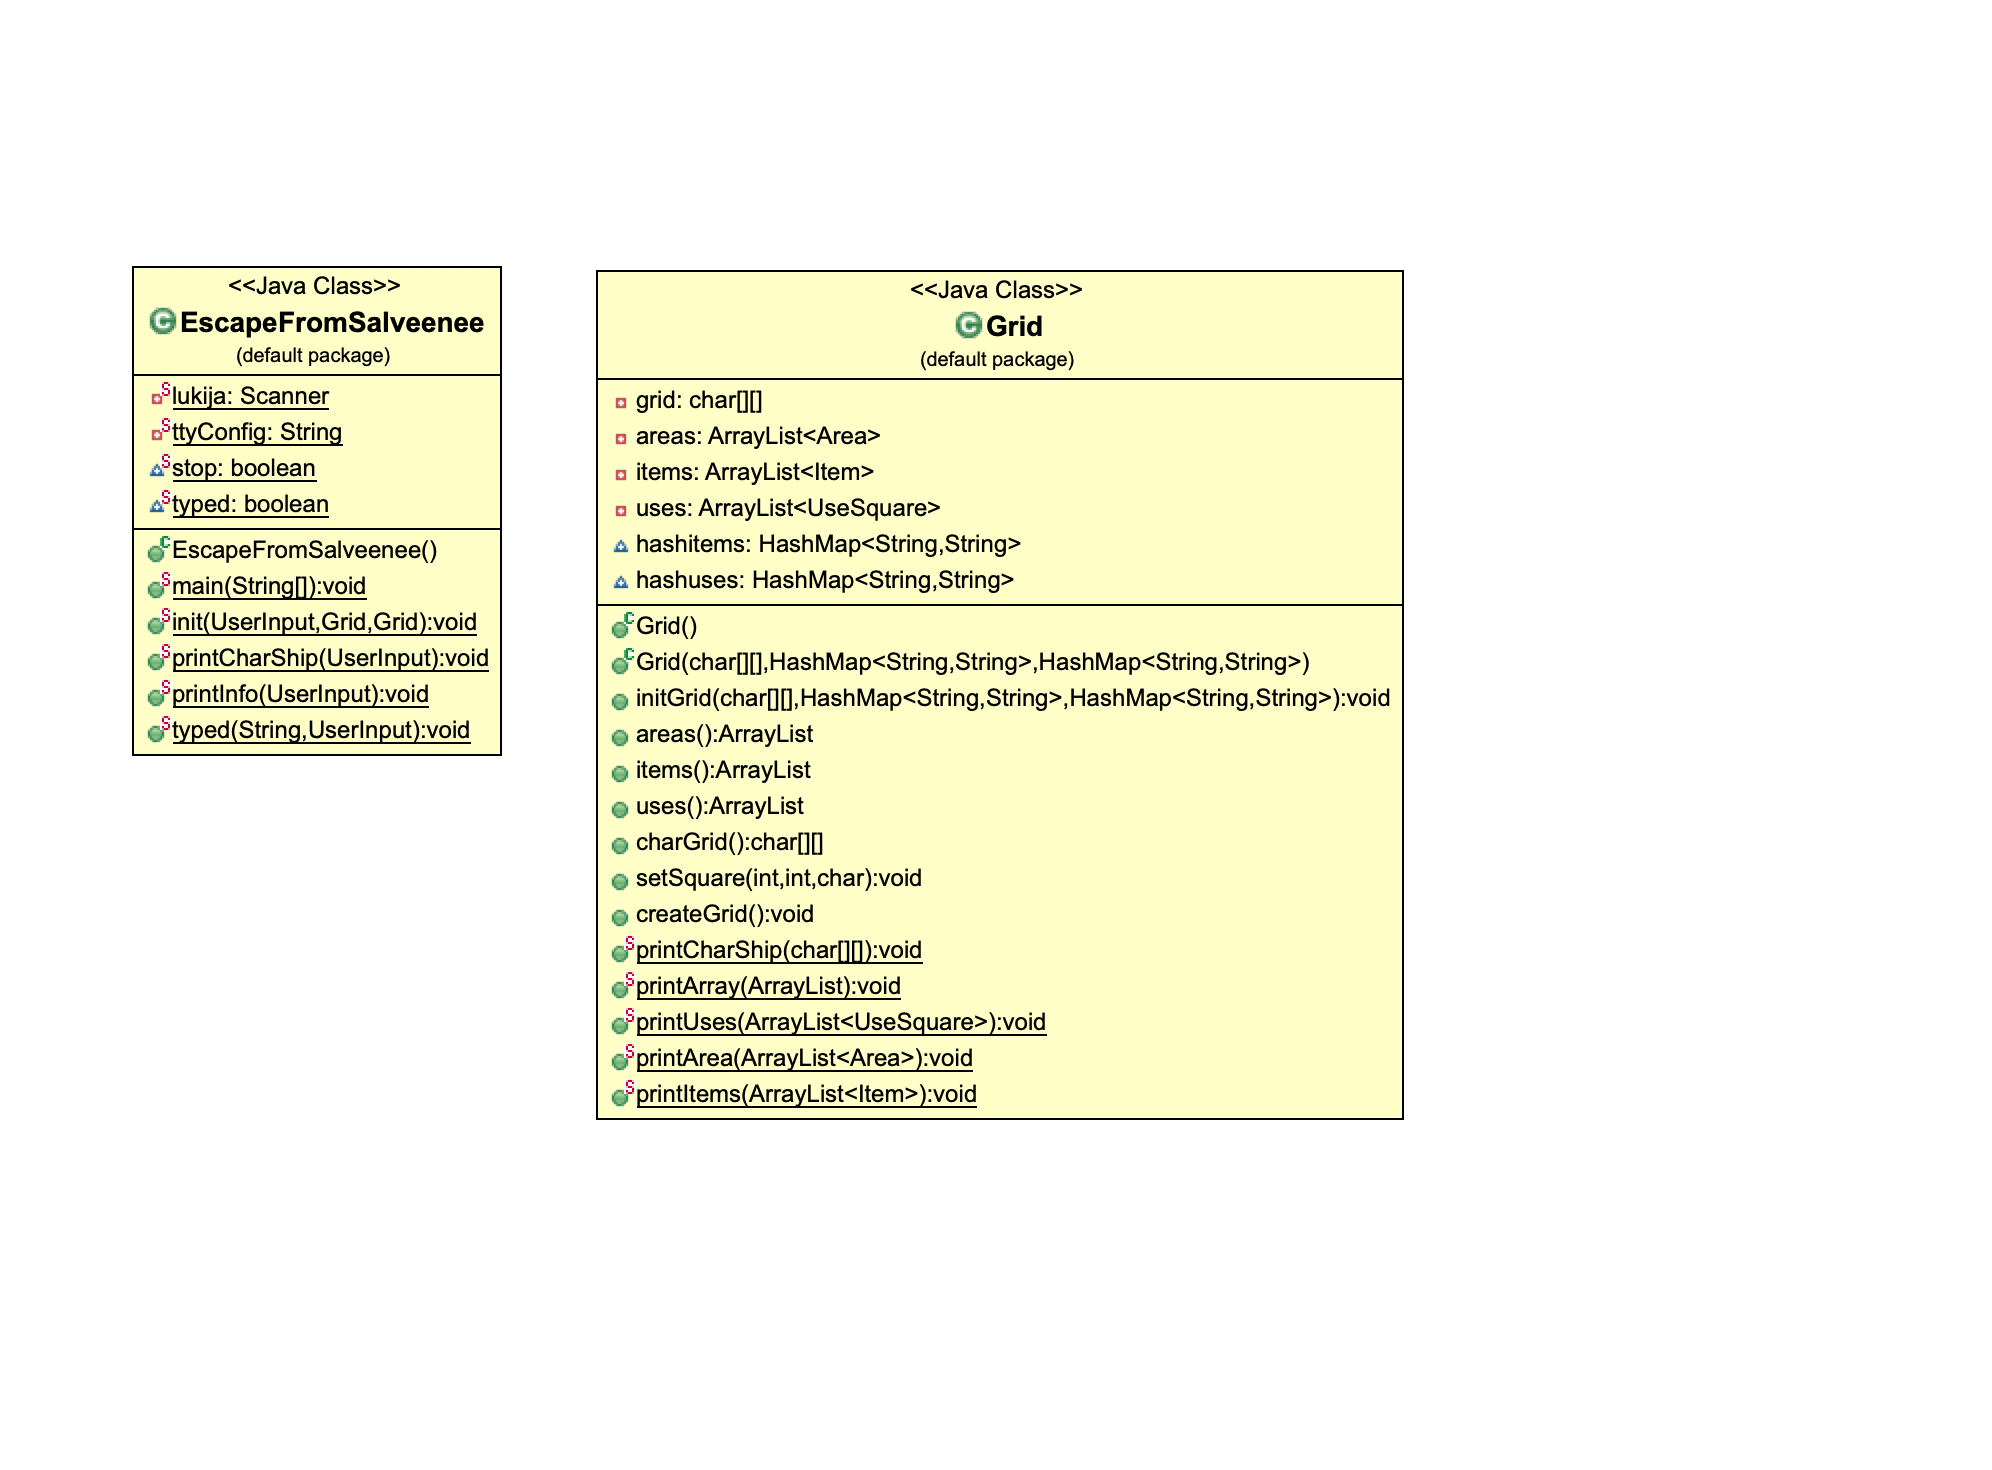 <<Java Class>>
EscapeFromSalveenee
(default package)
lukija: Scanner
ttyConfig: String
stop: boolean
typed: boolean
EscapeFromSalveenee()
main(String[]):void
init(UserInput,Grid,Grid):void
printCharShip(UserInput):void
printInfo(UserInput):void
typed(String,UserInput):void
<<Java Class>>
Grid
(default package)
grid: char[][]
areas: ArrayList<Area>
items: ArrayList<Item>
uses: ArrayList<UseSquare>
hashitems: HashMap<String,String>
hashuses: HashMap<String,String>
Grid()
Grid(char[][],HashMap<String,String>,HashMap<String,String>)
initGrid(char[][],HashMap<String,String>,HashMap<String,String>):void
areas():ArrayList
items():ArrayList
uses():ArrayList
charGrid():char[][]
setSquare(int,int,char):void
createGrid():void
printCharShip(char[][]):void
printArray(ArrayList):void
printUses(ArrayList<UseSquare>):void
printArea(ArrayList<Area>):void
printItems(ArrayList<Item>):void